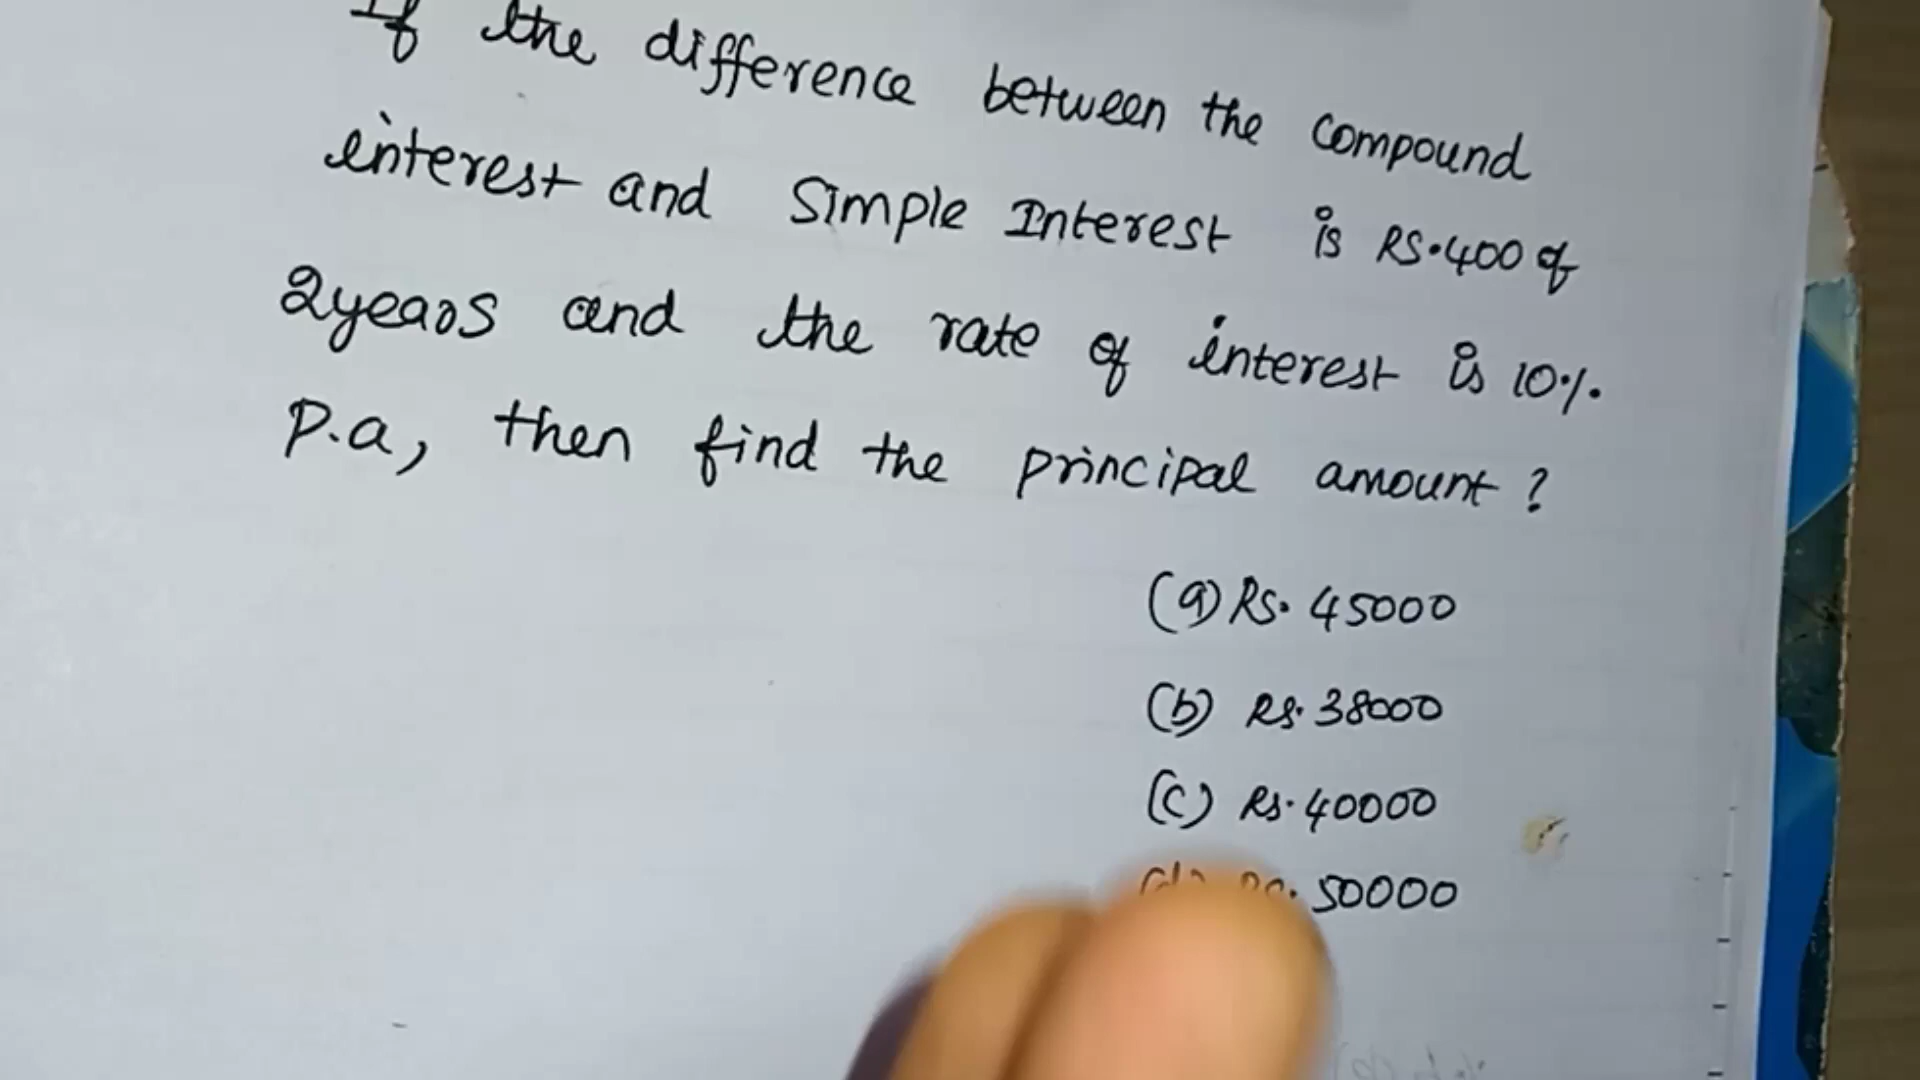 If the difference between the compound
interest and Simple Interest is RS.400 of
2years and the rate of interest is 10%.
P.a, then find the principal amount ?
(a) Rs. 45000
(b) Rs. 38000
(c) Rs. 40000
(d) Rs. 50000